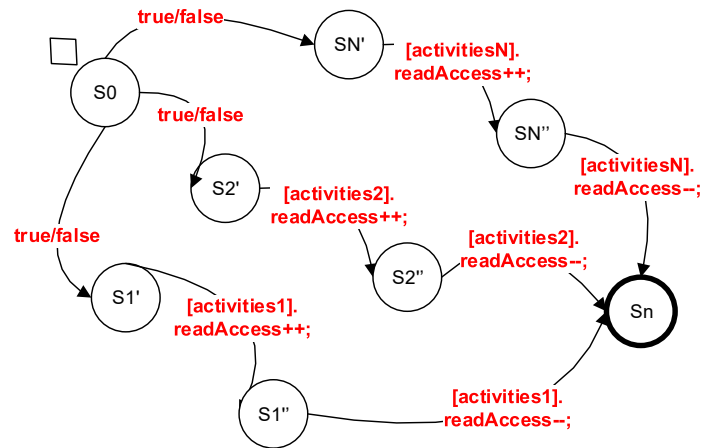 true/false
SN'
[activitiesN].
readAccess++;
S0
true/false
SN''
[activitiesN].
readAccess--;
S2'
[activities2].
readAccess++;
true/false
[activities2].
readAccess--;
S2''
S1'
[activities1].
readAccess++;
Sn
[activities1].
readAccess--;
S1''